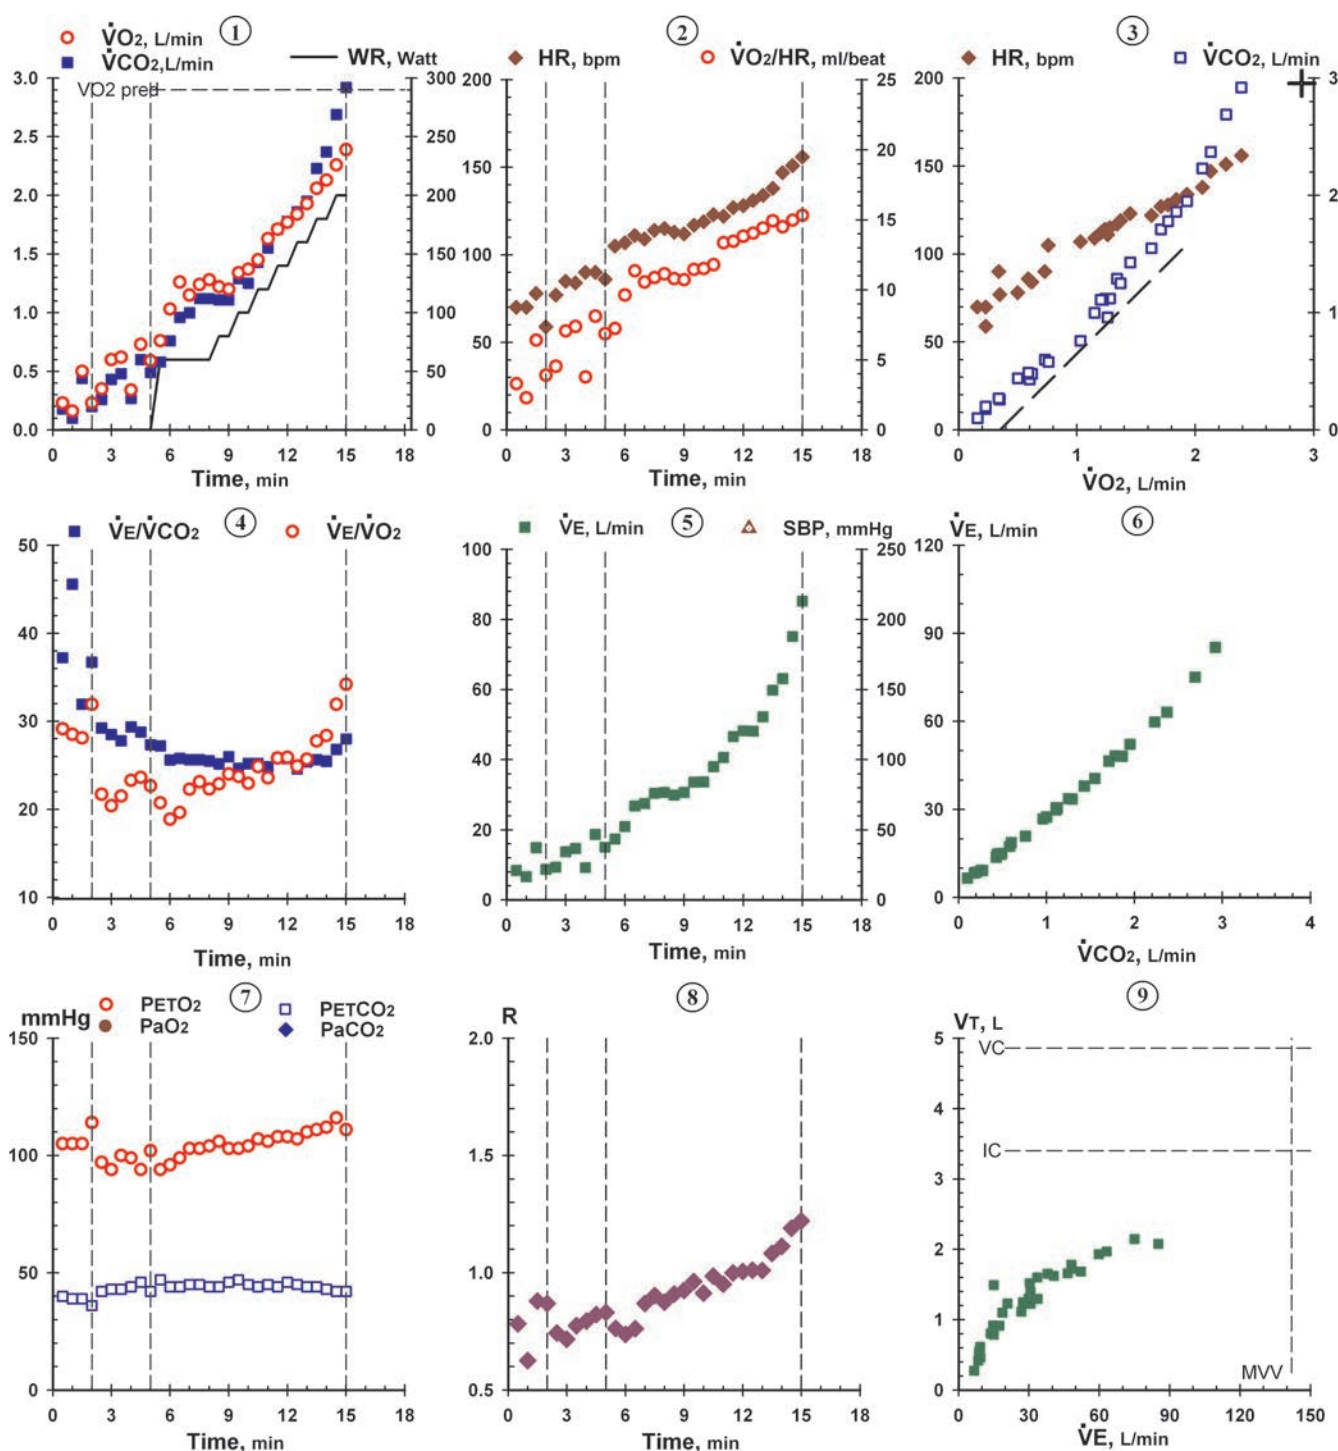 ① V̇O2, L/min
V̇CO2, L/min
WR, Watt
3.0 2.5 2.0 1.5 1.0 0.5 0.0
VO2 pred
300 250 200 150 100 50 0
0 3 6 9 12 15 18
Time, min
② HR, bpm
V̇O2/HR, ml/beat
200 150 100 50 0
25 20 15 10 5 0
0 3 6 9 12 15 18
Time, min
③ HR, bpm
V̇CO2, L/min
200 150 100 50 0
3 2 1 0
0 1 2 3
V̇O2, L/min
④ V̇E/V̇CO2
V̇E/V̇O2
50 40 30 20 10
0 3 6 9 12 15 18
Time, min
⑤ V̇E, L/min
SBP, mmHg
100 80 60 40 20 0
250 200 150 100 50 0
0 3 6 9 12 15 18
Time, min
⑥ V̇E, L/min
120 90 60 30 0
0 1 2 3 4
V̇CO2, L/min
⑦ mmHg
PETO2
PaO2
PETCO2
PaCO2
150 100 50 0
0 3 6 9 12 15 18
Time, min
⑧ R
2.0 1.5 1.0 0.5
0 3 6 9 12 15 18
Time, min
⑨ VT, L
5 4 3 2 1 0
VC
IC
MVV
0 30 60 90 120 150
V̇E, L/min